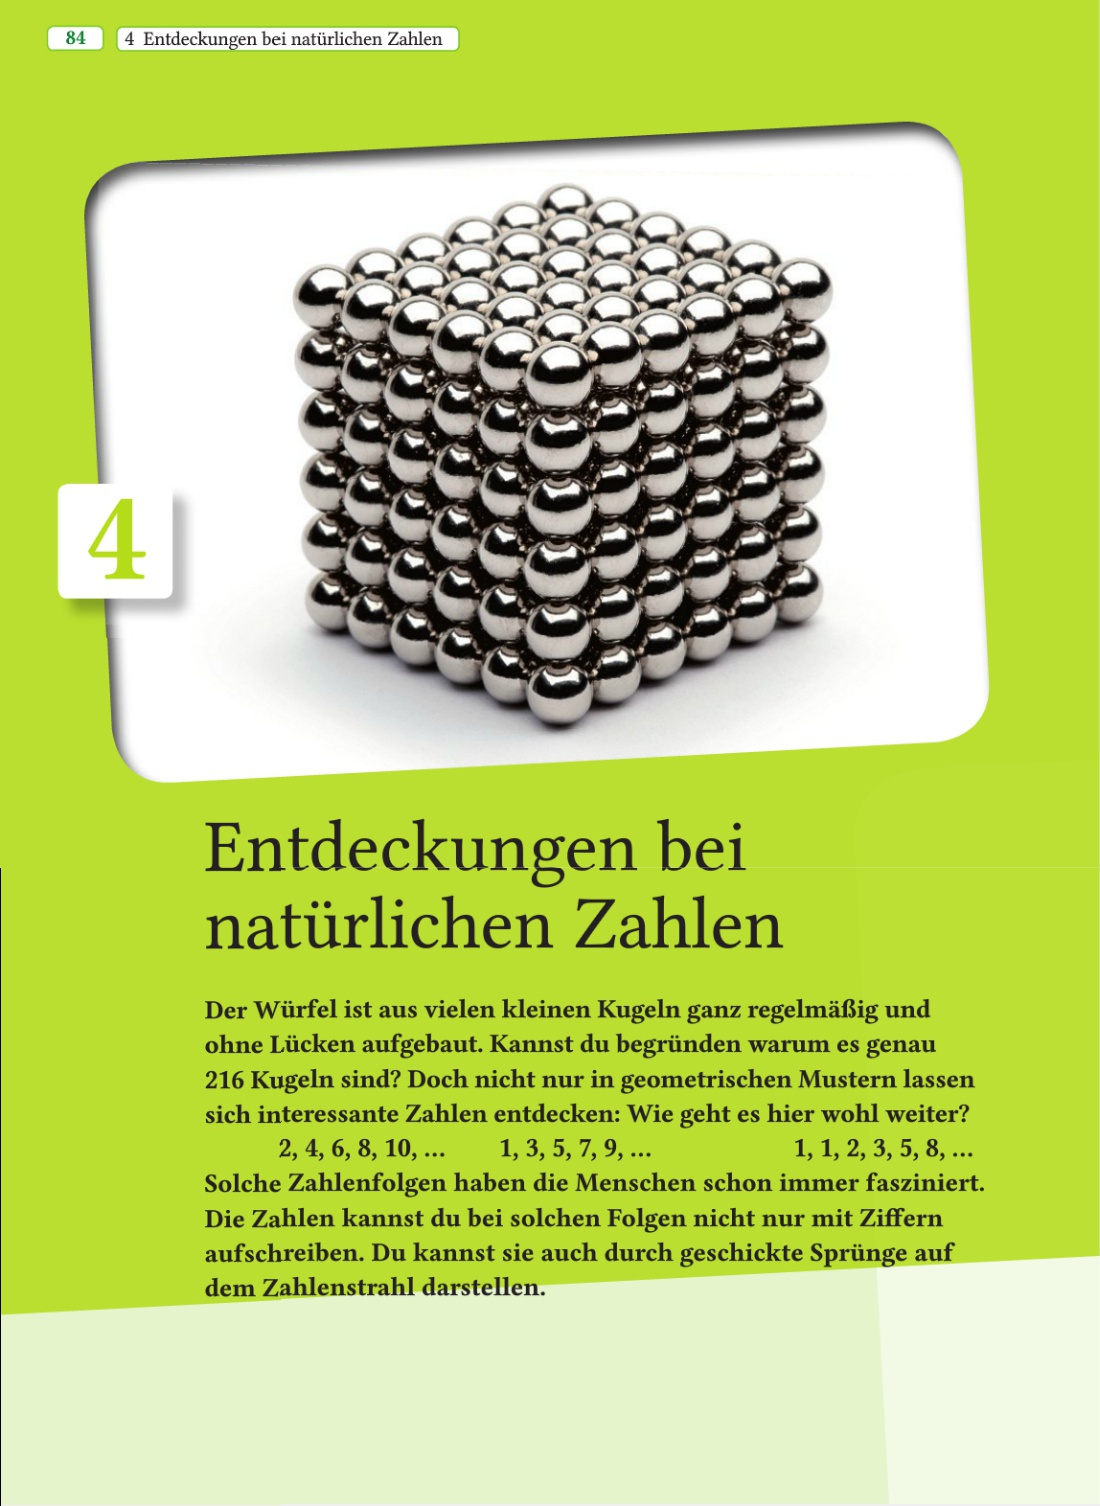 84
4 Entdeckungen bei natürlichen Zahlen
4
Entdeckungen bei
natürlichen Zahlen
Der Würfel ist aus vielen kleinen Kugeln ganz regelmäßig und
ohne Lücken aufgebaut. Kannst du begründen warum es genau
216 Kugeln sind? Doch nicht nur in geometrischen Mustern lassen
sich interessante Zahlen entdecken: Wie geht es hier wohl weiter?
2, 4, 6, 8, 10, … 1, 3, 5, 7, 9, … 1, 1, 2, 3, 5, 8, …
Solche Zahlenfolgen haben die Menschen schon immer fasziniert.
Die Zahlen kannst du bei solchen Folgen nicht nur mit Ziffern
aufschreiben. Du kannst sie auch durch geschickte Sprünge auf
dem Zahlenstrahl darstellen.